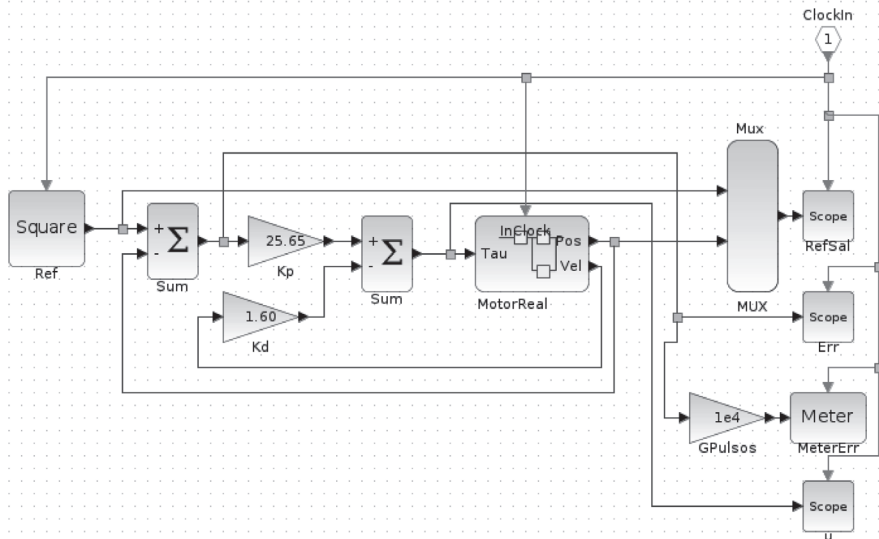 ClockIn
1
Mux
Square
+
-
Σ
25.65
+
-
Σ
InClock
Tau
Pos
Vel
Scope
Ref
Sum
Kp
Sum
MotorReal
RefSal
MUX
1.60
Kd
Scope
Err
1e4
Meter
GPulsos
MeterErr
Scope
u